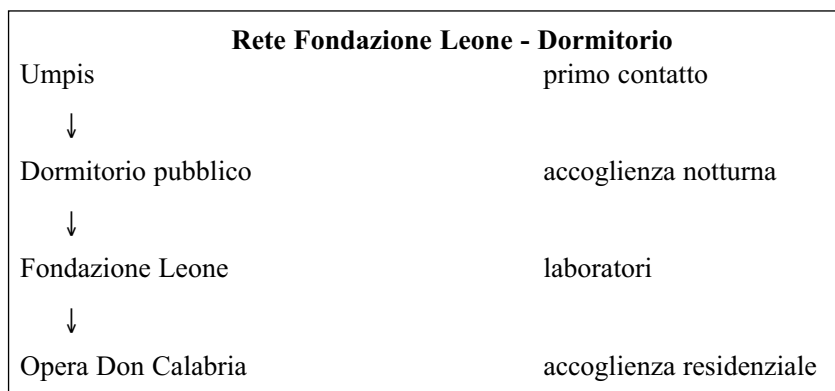 Rete Fondazione Leone - Dormitorio
Umpis primo contatto
↓
Dormitorio pubblico accoglienza notturna
↓
Fondazione Leone laboratori
↓
Opera Don Calabria accoglienza residenziale